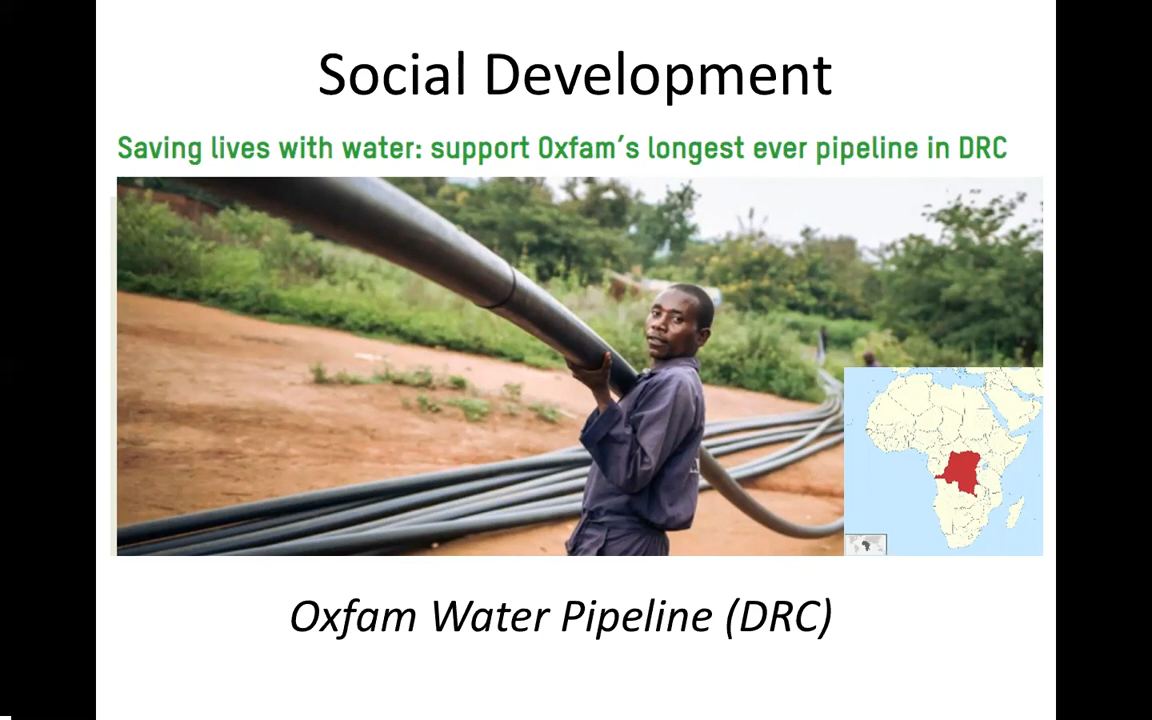 Social Development
Saving lives with water: support Oxfam's longest ever pipeline in DRC
Oxfam Water Pipeline (DRC)